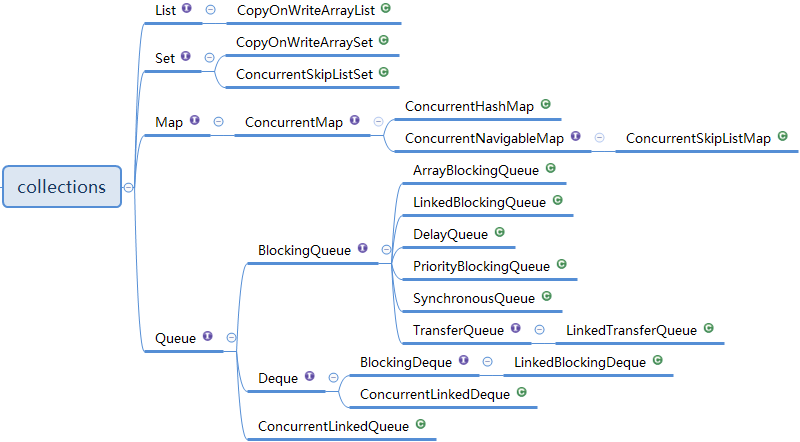 List I
CopyOnWriteArrayList C
Set I
CopyOnWriteArraySet C
ConcurrentSkipListSet C
Map I
ConcurrentMap I
ConcurrentHashMap C
ConcurrentNavigableMap I
ConcurrentSkipListMap C
collections
Queue I
BlockingQueue I
ArrayBlockingQueue C
LinkedBlockingQueue C
DelayQueue C
PriorityBlockingQueue C
SynchronousQueue C
TransferQueue I
LinkedTransferQueue C
Deque I
BlockingDeque I
LinkedBlockingDeque C
ConcurrentLinkedDeque C
ConcurrentLinkedQueue C